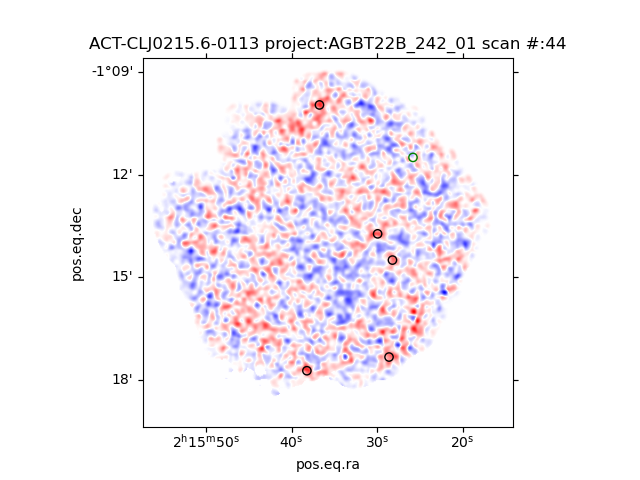 ACT-CLJ0215.6-0113 project:AGBT22B_242_01 scan #:44
-1°09'
12'
15'
18'
pos.eq.dec
2ʰ15ᵐ50ˢ 40ˢ 30ˢ 20ˢ
pos.eq.ra